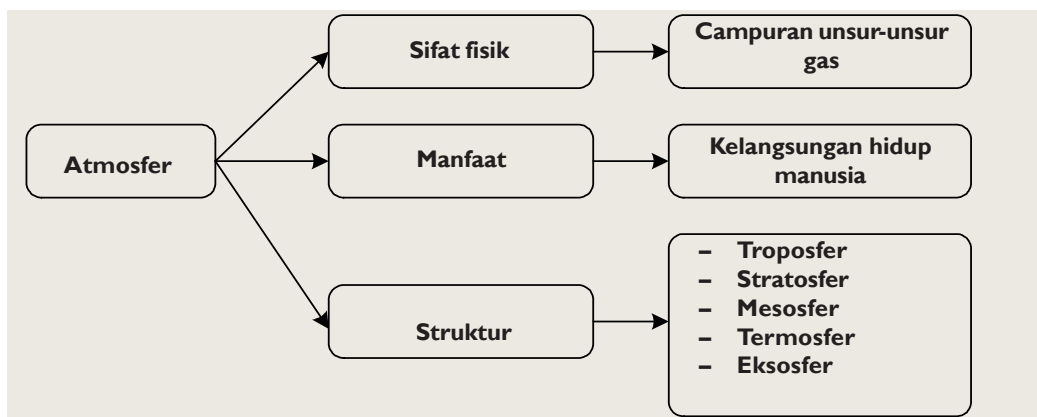 Atmosfer
Sifat fisik
Campuran unsur-unsur
gas
Manfaat
Kelangsungan hidup
manusia
Struktur
– Troposfer
– Stratosfer
– Mesosfer
– Termosfer
– Eksosfer